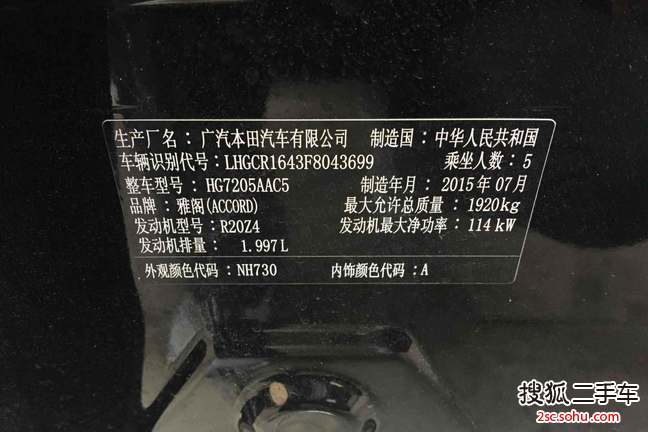 生产厂名：广汽本田汽车有限公司 制造国：中华人民共和国
车辆识别代号：LHGCR1643F8043699 乘坐人数：5
整车型号：HG7205AAC5 制造年月：2015年07月
品牌：雅阁(ACCORD) 最大允许总质量：1920kg
发动机型号：R20Z4 发动机最大净功率：114kW
发动机排量：1.997L
外观颜色代码：NH730 内饰颜色代码：A
搜狐二手车
2sc.sohu.com